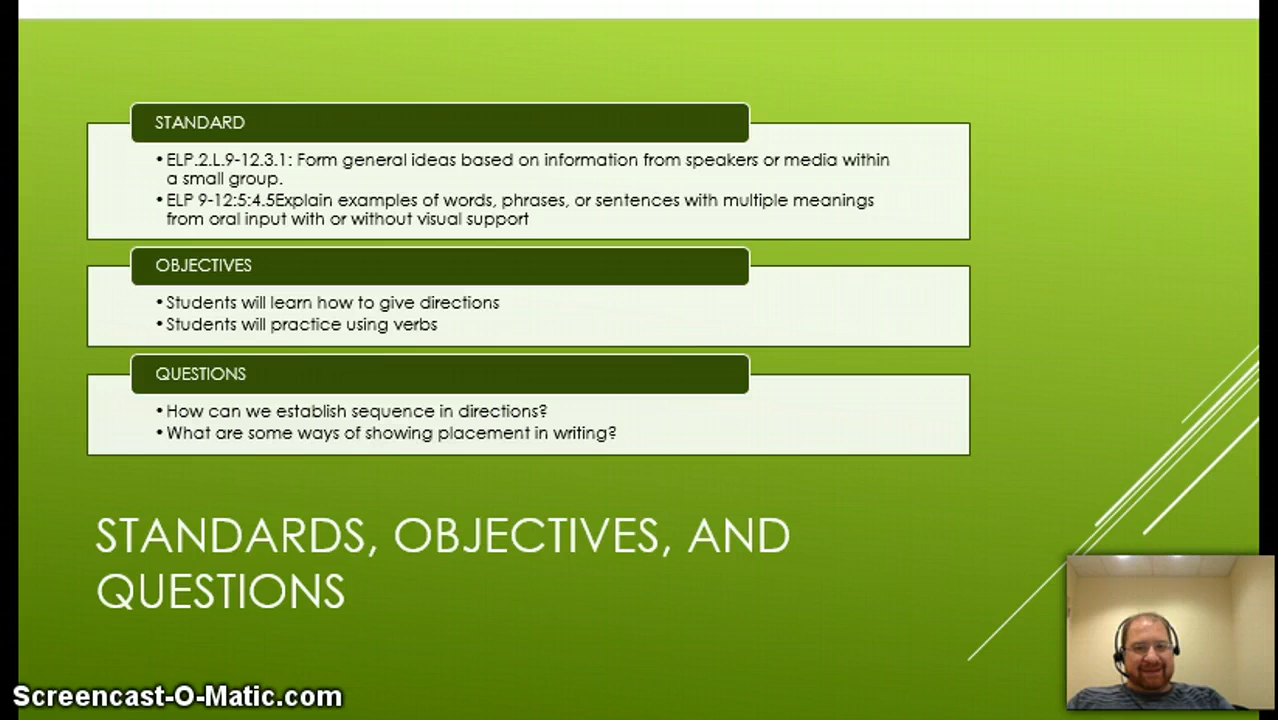 STANDARD
•ELP.2.L.9-12.3.1: Form general ideas based on information from speakers or media within
a small group.
•ELP 9-12:5:4.5Explain examples of words, phrases, or sentences with multiple meanings
from oral input with or without visual support
OBJECTIVES
•Students will learn how to give directions
•Students will practice using verbs
QUESTIONS
•How can we establish sequence in directions?
•What are some ways of showing placement in writing?
STANDARDS, OBJECTIVES, AND
QUESTIONS
Screencast-O-Matic.com